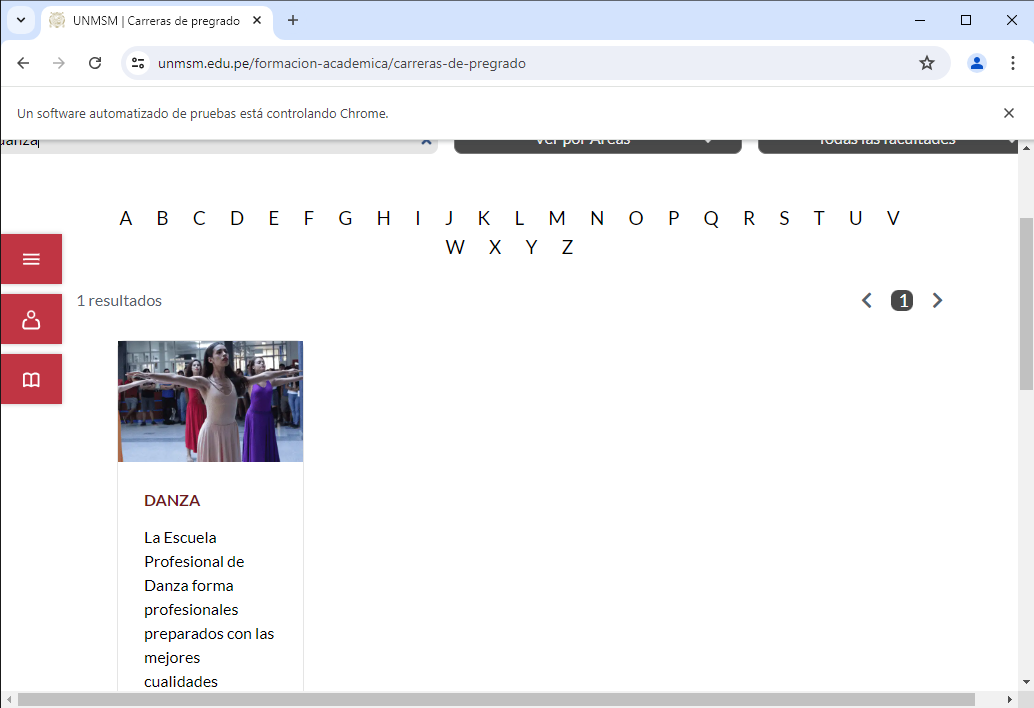 UNMSM | Carreras de pregrado
unmsm.edu.pe/formacion-academica/carreras-de-pregrado
Un software automatizado de pruebas está controlando Chrome.
danza
Ver por Áreas
Todas las facultades
A B C D E F G H I J K L M N O P Q R S T U V
W X Y Z
1 resultados
1
DANZA
La Escuela
Profesional de
Danza forma
profesionales
preparados con las
mejores
cualidades